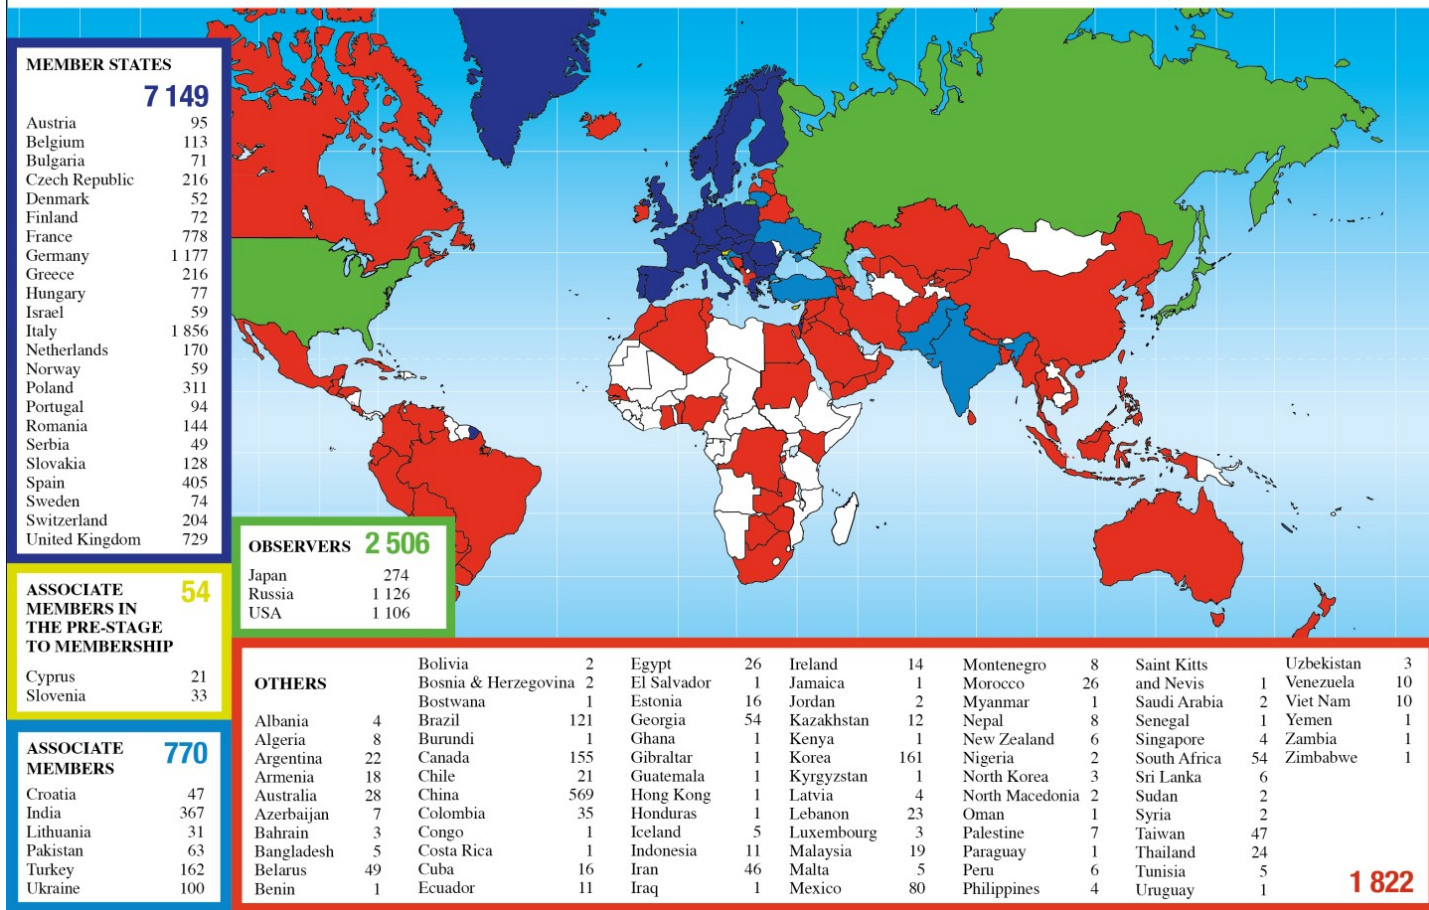 MEMBER STATES
7 149
Austria 95
Belgium 113
Bulgaria 71
Czech Republic 216
Denmark 52
Finland 72
France 778
Germany 1 177
Greece 216
Hungary 77
Israel 59
Italy 1 856
Netherlands 170
Norway 59
Poland 311
Portugal 94
Romania 144
Serbia 49
Slovakia 128
Spain 405
Sweden 74
Switzerland 204
United Kingdom 729
ASSOCIATE 54
MEMBERS IN
THE PRE-STAGE
TO MEMBERSHIP
Cyprus 21
Slovenia 33
ASSOCIATE 770
MEMBERS
Croatia 47
India 367
Lithuania 31
Pakistan 63
Turkey 162
Ukraine 100
OBSERVERS 2 506
Japan 274
Russia 1 126
USA 1 106
OTHERS
Albania 4
Algeria 8
Argentina 22
Armenia 18
Australia 28
Azerbaijan 7
Bahrain 3
Bangladesh 5
Belarus 49
Benin 1
Bolivia 2
Bosnia & Herzegovina 2
Bostwana 1
Brazil 121
Burundi 1
Canada 155
Chile 21
China 569
Colombia 35
Congo 1
Costa Rica 1
Cuba 16
Ecuador 11
Egypt 26
El Salvador 1
Estonia 16
Georgia 54
Ghana 1
Gibraltar 1
Guatemala 1
Hong Kong 1
Honduras 1
Iceland 5
Indonesia 11
Iran 46
Iraq 1
Ireland 14
Jamaica 1
Jordan 2
Kazakhstan 12
Kenya 1
Korea 161
Kyrgyzstan 1
Latvia 4
Lebanon 23
Luxembourg 3
Malaysia 19
Malta 5
Mexico 80
Montenegro 8
Morocco 26
Myanmar 1
Nepal 8
New Zealand 6
Nigeria 2
North Korea 3
North Macedonia 2
Oman 1
Palestine 7
Paraguay 1
Peru 6
Philippines 4
Saint Kitts
and Nevis 1
Saudi Arabia 2
Senegal 1
Singapore 4
South Africa 54
Sri Lanka 6
Sudan 2
Syria 2
Taiwan 47
Thailand 24
Tunisia 5
Uruguay 1
Uzbekistan 3
Venezuela 10
Viet Nam 10
Yemen 1
Zambia 1
Zimbabwe 1
1 822